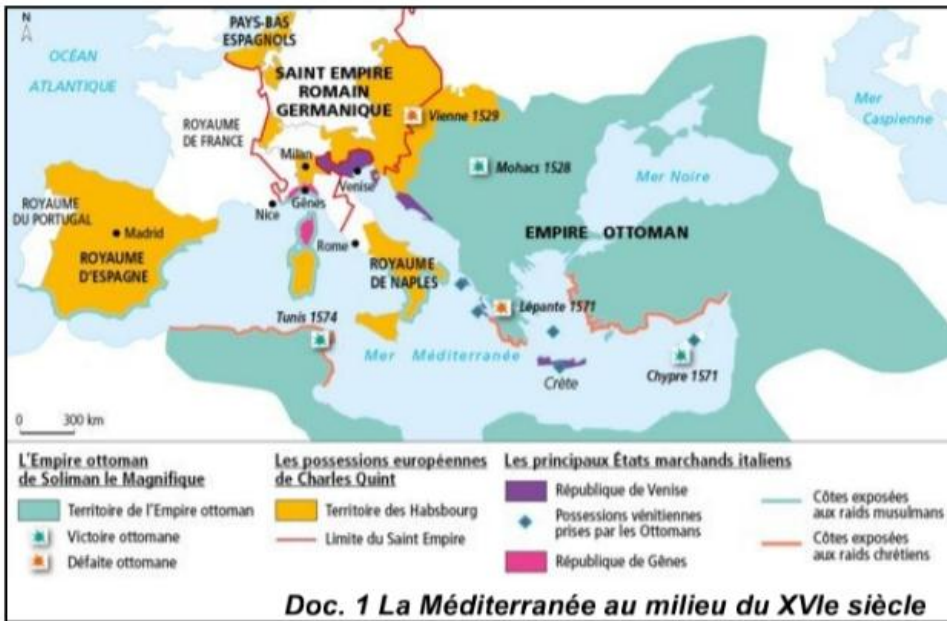 N
PAYS-BAS
ESPAGNOLS
OCÉAN
ATLANTIQUE
SAINT EMPIRE
ROMAIN
GERMANIQUE
Vienne 1529
Mer
Caspienne
ROYAUME
DE FRANCE
Milan
Venise
Mohacs 1528
Mer Noire
Gênes
Nice
ROYAUME
DU PORTUGAL
Madrid
ROYAUME
D'ESPAGNE
Rome
ROYAUME
DE NAPLES
EMPIRE OTTOMAN
Lépante 1571
Tunis 1574
Mer Méditerranée
Crète
Chypre 1571
0 300 km
L'Empire ottoman
de Soliman le Magnifique
Territoire de l'Empire ottoman
Victoire ottomane
Défaite ottomane
Les possessions européennes
de Charles Quint
Territoire des Habsbourg
Limite du Saint Empire
Les principaux États marchands italiens
République de Venise
Possessions vénitiennes
prises par les Ottomans
République de Gênes
Côtes exposées
aux raids musulmans
Côtes exposées
aux raids chrétiens
Doc. 1 La Méditerranée au milieu du XVIe siècle